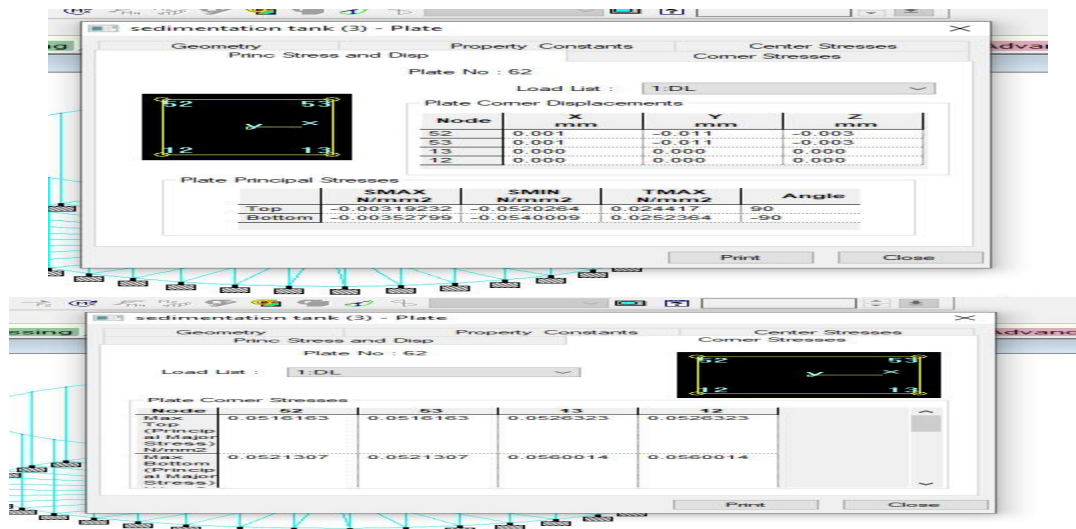 sedimentation tank (3) - Plate
Geometry Property Constants Center Stresses
Princ Stress and Disp Corner Stresses
Plate No : 62
Load List : 1:DL
Plate Corner Displacements
Node X mm Y mm Z mm
52 0.001 -0.011 -0.003
53 0.001 -0.011 -0.003
13 0.000 0.000 0.000
12 0.000 0.000 0.000
52 53
y x
12 13
Plate Principal Stresses
SMAX N/mm2 SMIN N/mm2 TMAX N/mm2 Angle
Top -0.00319232 -0.0520264 0.024417 90
Bottom -0.00352799 -0.0540009 0.0252364 -90
Print Close
ssing
Advanc
sedimentation tank (3) - Plate
Geometry Property Constants Center Stresses
Princ Stress and Disp Corner Stresses
Plate No : 62
Load List : 1:DL
52 53
y x
12 13
Plate Corner Stresses
Node 52 53 13 12
Max Top (Principal Major Stress) N/mm2 0.0516163 0.0516163 0.0526323 0.0526323
Max Bottom (Principal Major Stress) 0.0521307 0.0521307 0.0560014 0.0560014
Print Close